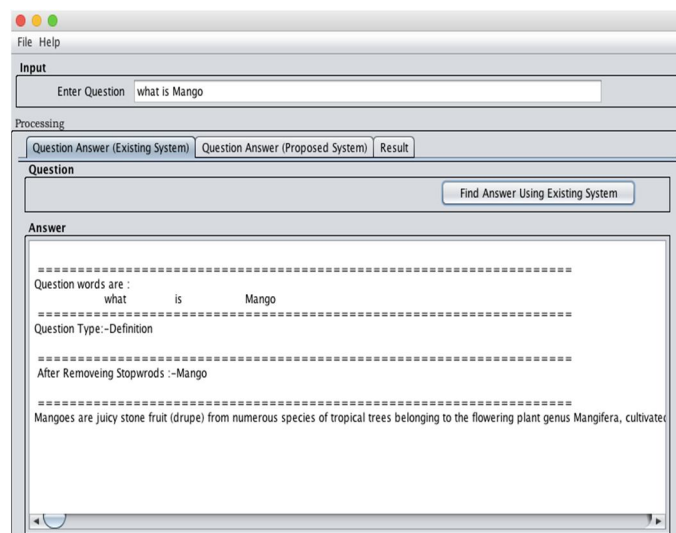 File Help
Input
Enter Question what is Mango
Processing
Question Answer (Existing System) Question Answer (Proposed System) Result
Question
Find Answer Using Existing System
Answer
====================================================================
Question words are :
what is Mango
====================================================================
Question Type:-Definition
====================================================================
After Removeing Stopwrods :-Mango
====================================================================
Mangoes are juicy stone fruit (drupe) from numerous species of tropical trees belonging to the flowering plant genus Mangifera, cultivated